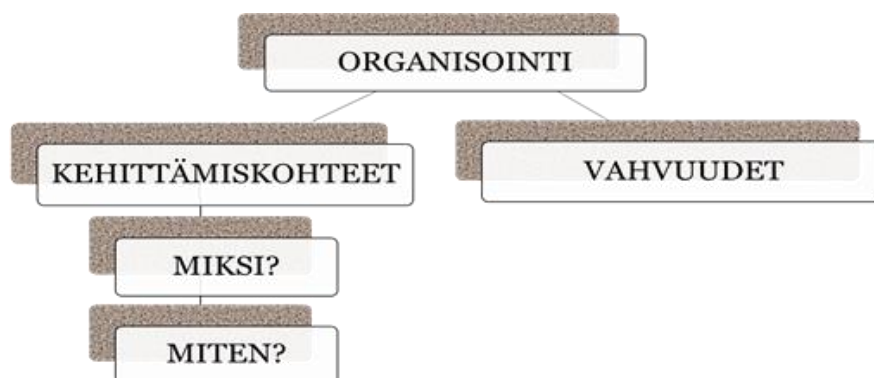 ORGANISOINTI
KEHITTÄMISKOHTEET
VAHVUUDET
MIKSI?
MITEN?